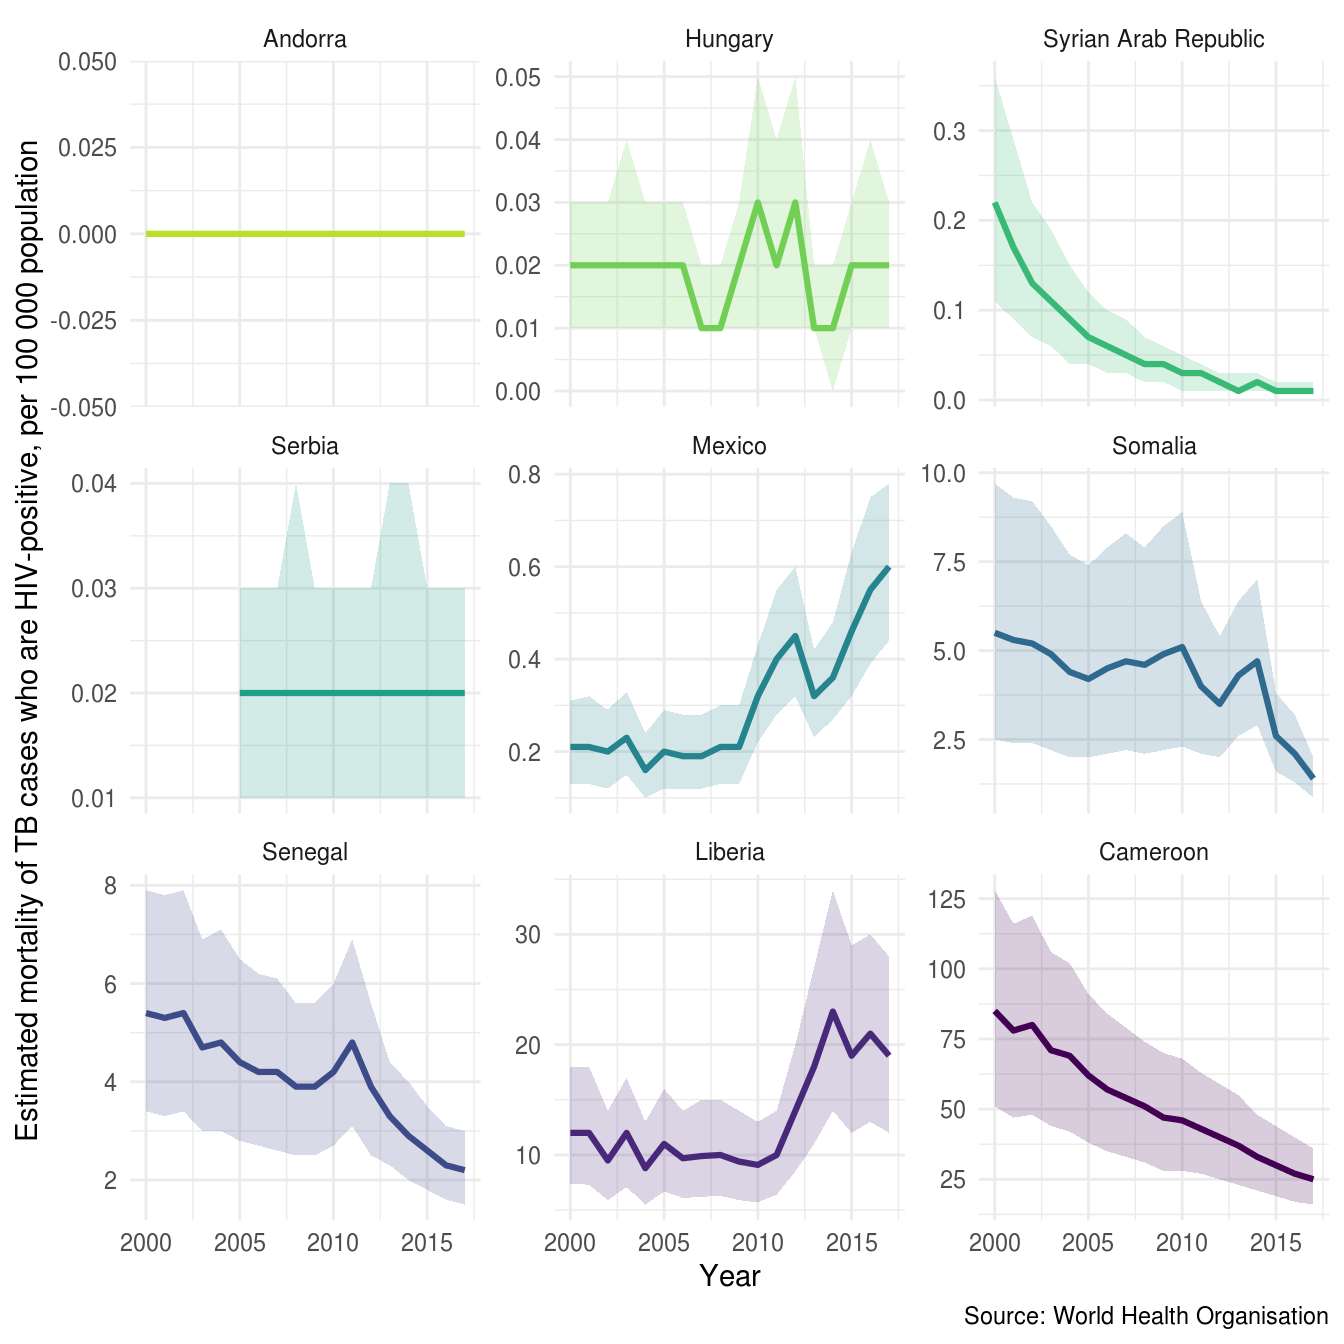 Andorra
Hungary
Syrian Arab Republic
0.050
0.025
0.000
-0.025
-0.050
0.05
0.04
0.03
0.02
0.01
0.00
0.3
0.2
0.1
0.0
Serbia
Mexico
Somalia
0.04
0.03
0.02
0.01
0.8
0.6
0.4
0.2
10.0
7.5
5.0
2.5
Senegal
Liberia
Cameroon
8
6
4
2
30
20
10
125
100
75
50
25
2000 2005 2010 2015
2000 2005 2010 2015
2000 2005 2010 2015
Estimated mortality of TB cases who are HIV-positive, per 100 000 population
Year
Source: World Health Organisation